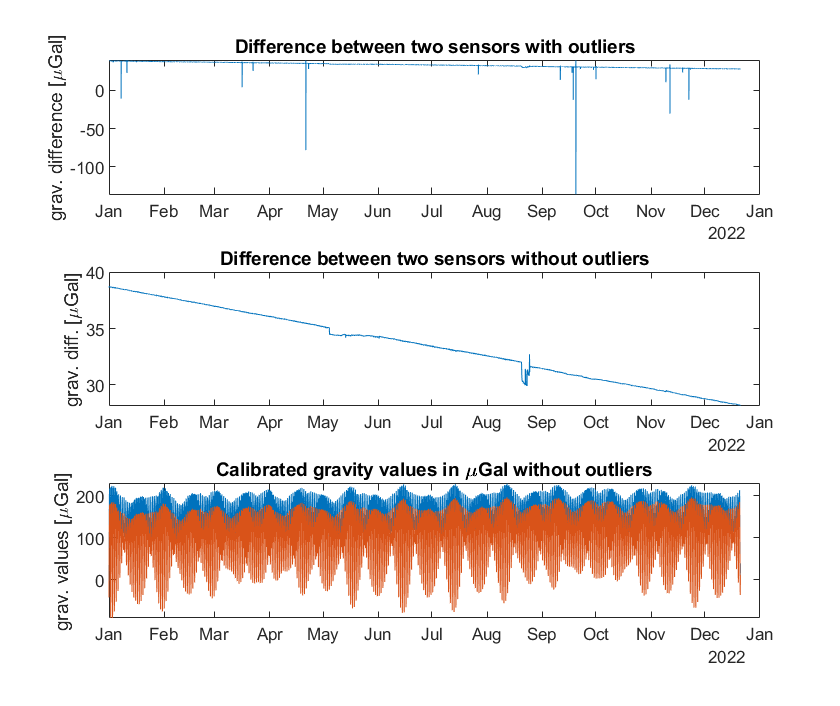 Difference between two sensors with outliers
grav. difference [μGal]
0
-50
-100
Jan Feb Mar Apr May Jun Jul Aug Sep Oct Nov Dec Jan
2022
Difference between two sensors without outliers
grav. diff. [μGal]
40
35
30
Jan Feb Mar Apr May Jun Jul Aug Sep Oct Nov Dec Jan
2022
Calibrated gravity values in μGal without outliers
grav. values [μGal]
200
100
0
Jan Feb Mar Apr May Jun Jul Aug Sep Oct Nov Dec Jan
2022